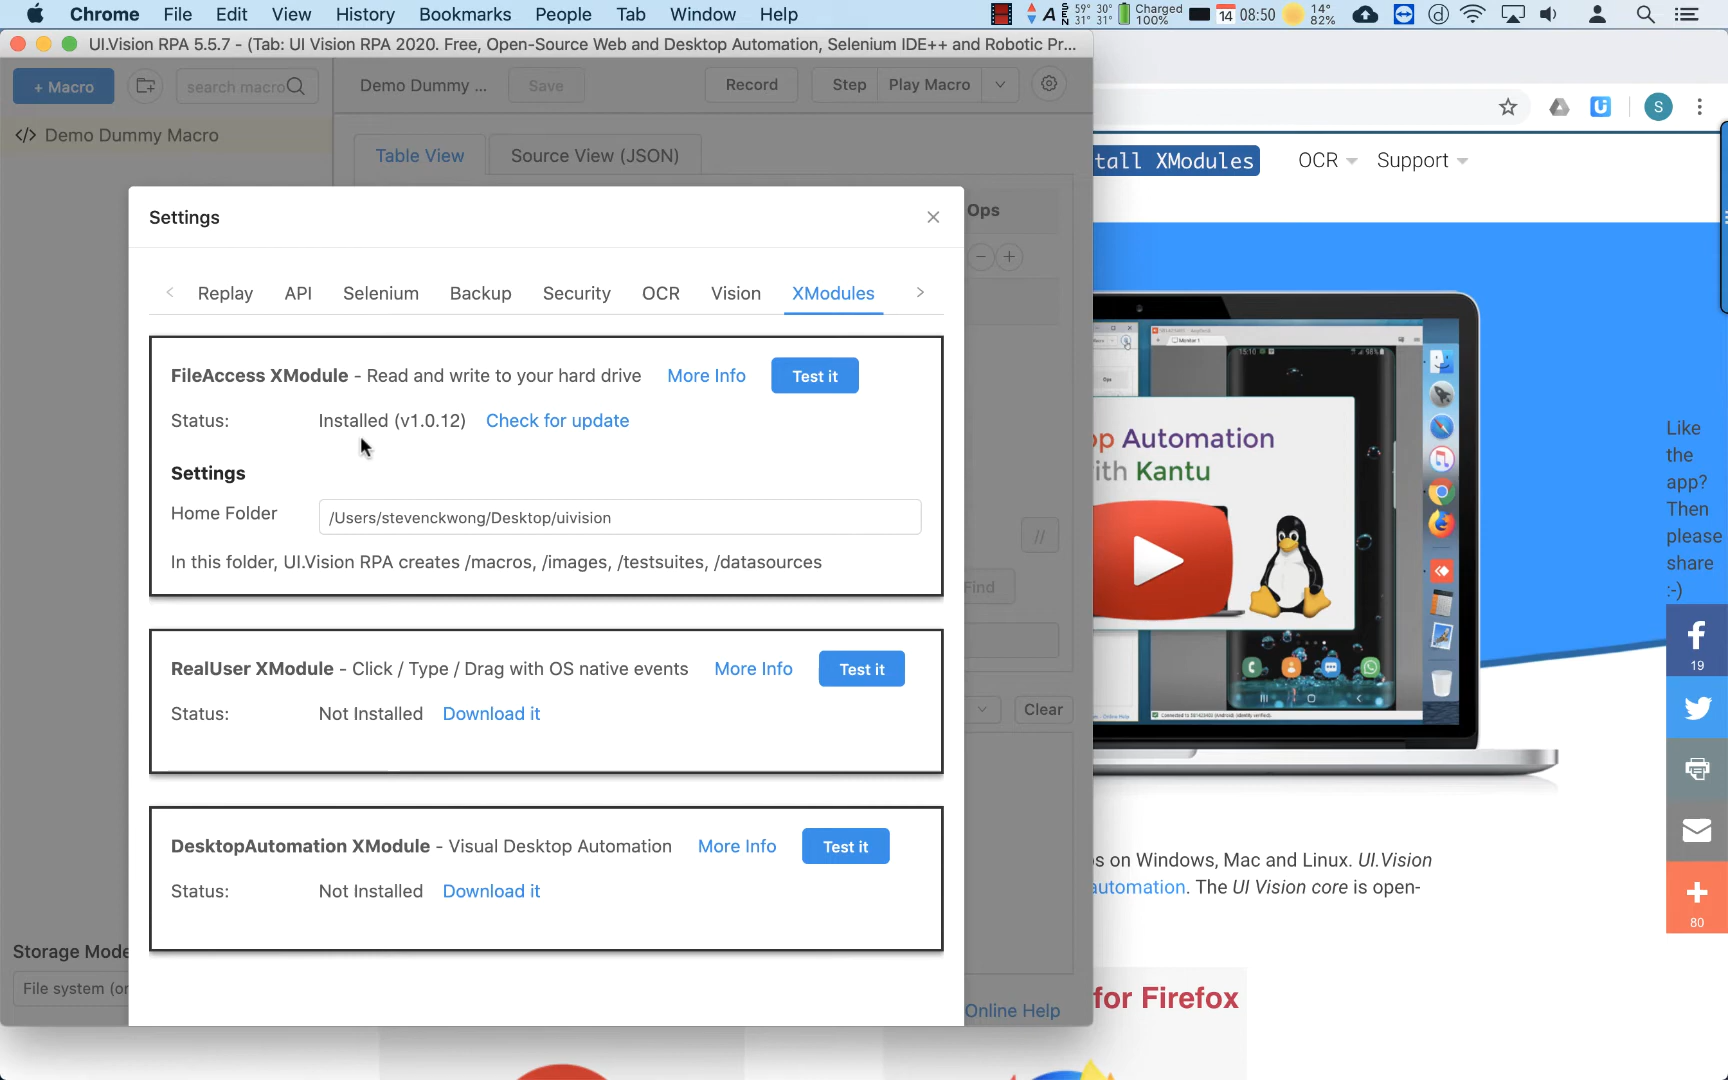 Chrome File Edit View History Bookmarks People Tab Window Help
59° 30° 31° 31° Charged 100% 14 08:50 14° 82%
UI.Vision RPA 5.5.7 - (Tab: UI Vision RPA 2020. Free, Open-Source Web and Desktop Automation, Selenium IDE++ and Robotic Pr...
+ Macro search macro Demo Dummy ... Save Record Step Play Macro
Demo Dummy Macro
Table View Source View (JSON)
tall XModules OCR Support
S
Settings
Ops
Replay API Selenium Backup Security OCR Vision XModules
FileAccess XModule - Read and write to your hard drive More Info Test it
Status: Installed (v1.0.12) Check for update
Settings
Home Folder /Users/stevenckwong/Desktop/uivision
In this folder, UI.Vision RPA creates /macros, /images, /testsuites, /datasources
//
Find
RealUser XModule - Click / Type / Drag with OS native events More Info Test it
Status: Not Installed Download it
Clear
DesktopAutomation XModule - Visual Desktop Automation More Info Test it
Status: Not Installed Download it
Storage Mode
File system (or
Online Help
op Automation
ith Kantu
Like
the
app?
Then
please
share
:-)
19
80
s on Windows, Mac and Linux. UI.Vision
automation. The UI Vision core is open-
for Firefox